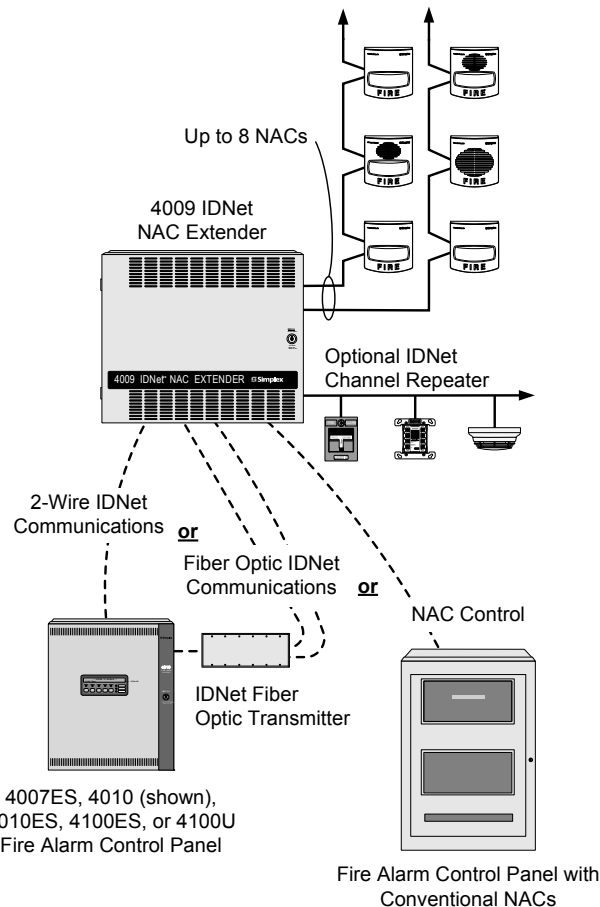 FIRE
FIRE
Up to 8 NACs
FIRE
FIRE
4009 IDNet
NAC Extender
FIRE
FIRE
4009 IDNet™ NAC EXTENDER Simplex
Optional IDNet
Channel Repeater
2-Wire IDNet
Communications or
Fiber Optic IDNet
Communications or
NAC Control
4010
IDNet Fiber
Optic Transmitter
4007ES, 4010 (shown),
010ES, 4100ES, or 4100U
Fire Alarm Control Panel
Fire Alarm Control Panel with
Conventional NACs